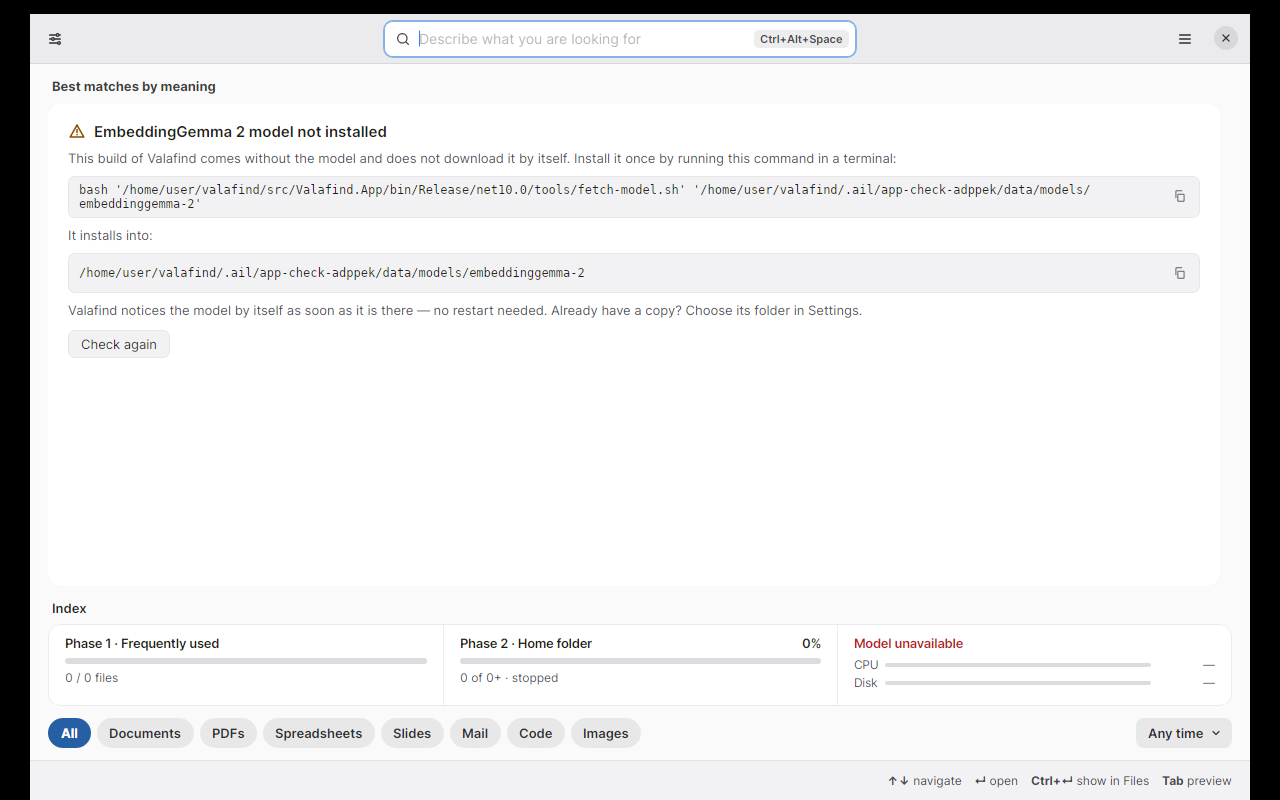 Describe what you are looking for
Ctrl+Alt+Space
Best matches by meaning
EmbeddingGemma 2 model not installed
This build of Valafind comes without the model and does not download it by itself. Install it once by running this command in a terminal:
bash '/home/user/valafind/src/Valafind.App/bin/Release/net10.0/tools/fetch-model.sh' '/home/user/valafind/.ail/app-check-adppek/data/models/
embeddinggemma-2'
It installs into:
/home/user/valafind/.ail/app-check-adppek/data/models/embeddinggemma-2
Valafind notices the model by itself as soon as it is there — no restart needed. Already have a copy? Choose its folder in Settings.
Check again
Index
Phase 1 · Frequently used
0 / 0 files
Phase 2 · Home folder 0%
0 of 0+ · stopped
Model unavailable
CPU —
Disk —
All Documents PDFs Spreadsheets Slides Mail Code Images Any time
↑↓ navigate ↵ open Ctrl+↵ show in Files Tab preview